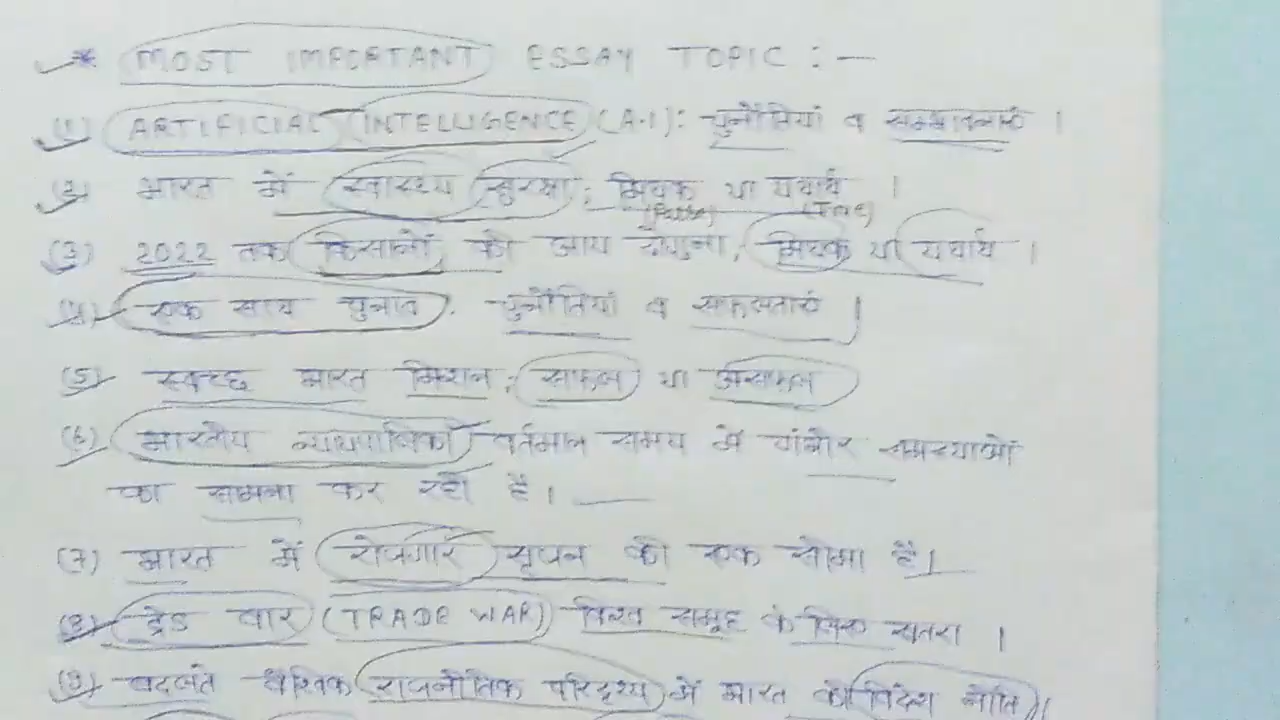 * MOST IMPORTANT ESSAY TOPIC : —
(1) ARTIFICIAL INTELLIGENCE (A.I): चुनौतियां व सम्भावनाएं ।
(2) भारत में स्वास्थ्य सुरक्षा; मिथक या यथार्थ ।
(True)
(3) 2022 तक किसानों की आय दोगुना; मिथक या यथार्थ ।
(4) एक साथ चुनाव; चुनौतियां व सफलताएं ।
(5) स्वच्छ भारत मिशन; सफल या असफल
(6) भारतीय न्यायपालिका वर्तमान समय में गंभीर समस्याओं
का सामना कर रही है ।
(7) भारत में रोजगार सृजन की एक सीमा है ।
(8) ट्रेड वार (TRADE WAR) विश्व समूह के लिए खतरा ।
(9) बदलते वैश्विक राजनीतिक परिदृश्य में भारत की विदेश नीति ।